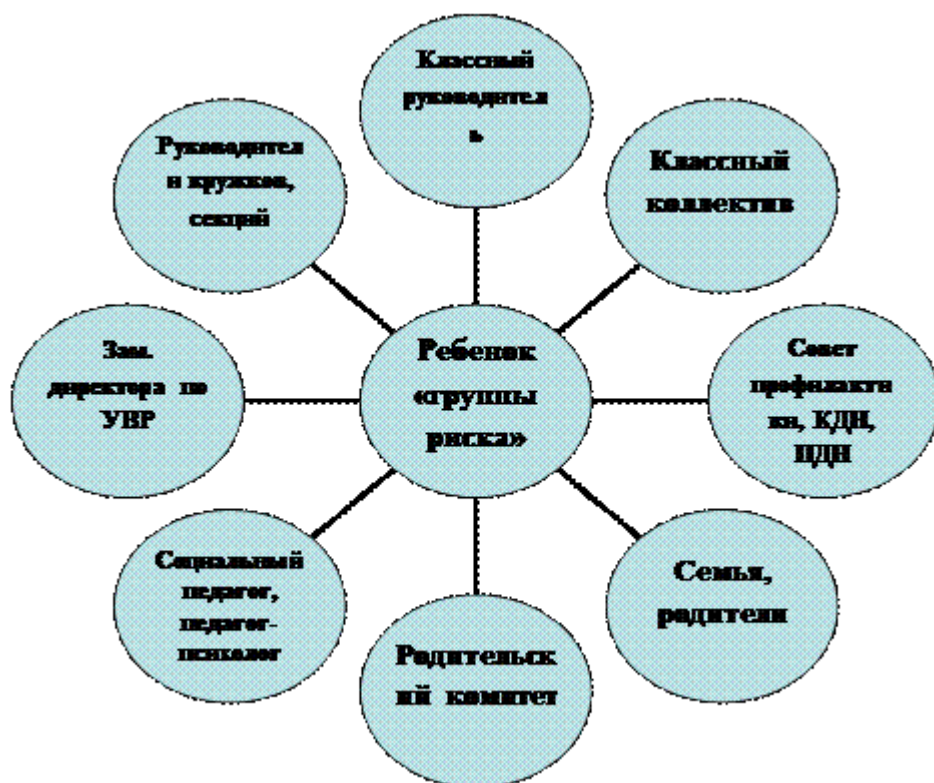 Классный
руководител
ь
Классный
коллектив
Совет
профилакти
ки, КДН,
ПДН
Семья,
родители
Родительск
ий комитет
Социальный
педагог,
педагог-
психолог
Зам.
директора по
УВР
Руководител
и кружков,
секций
Ребенок
«группы
риска»